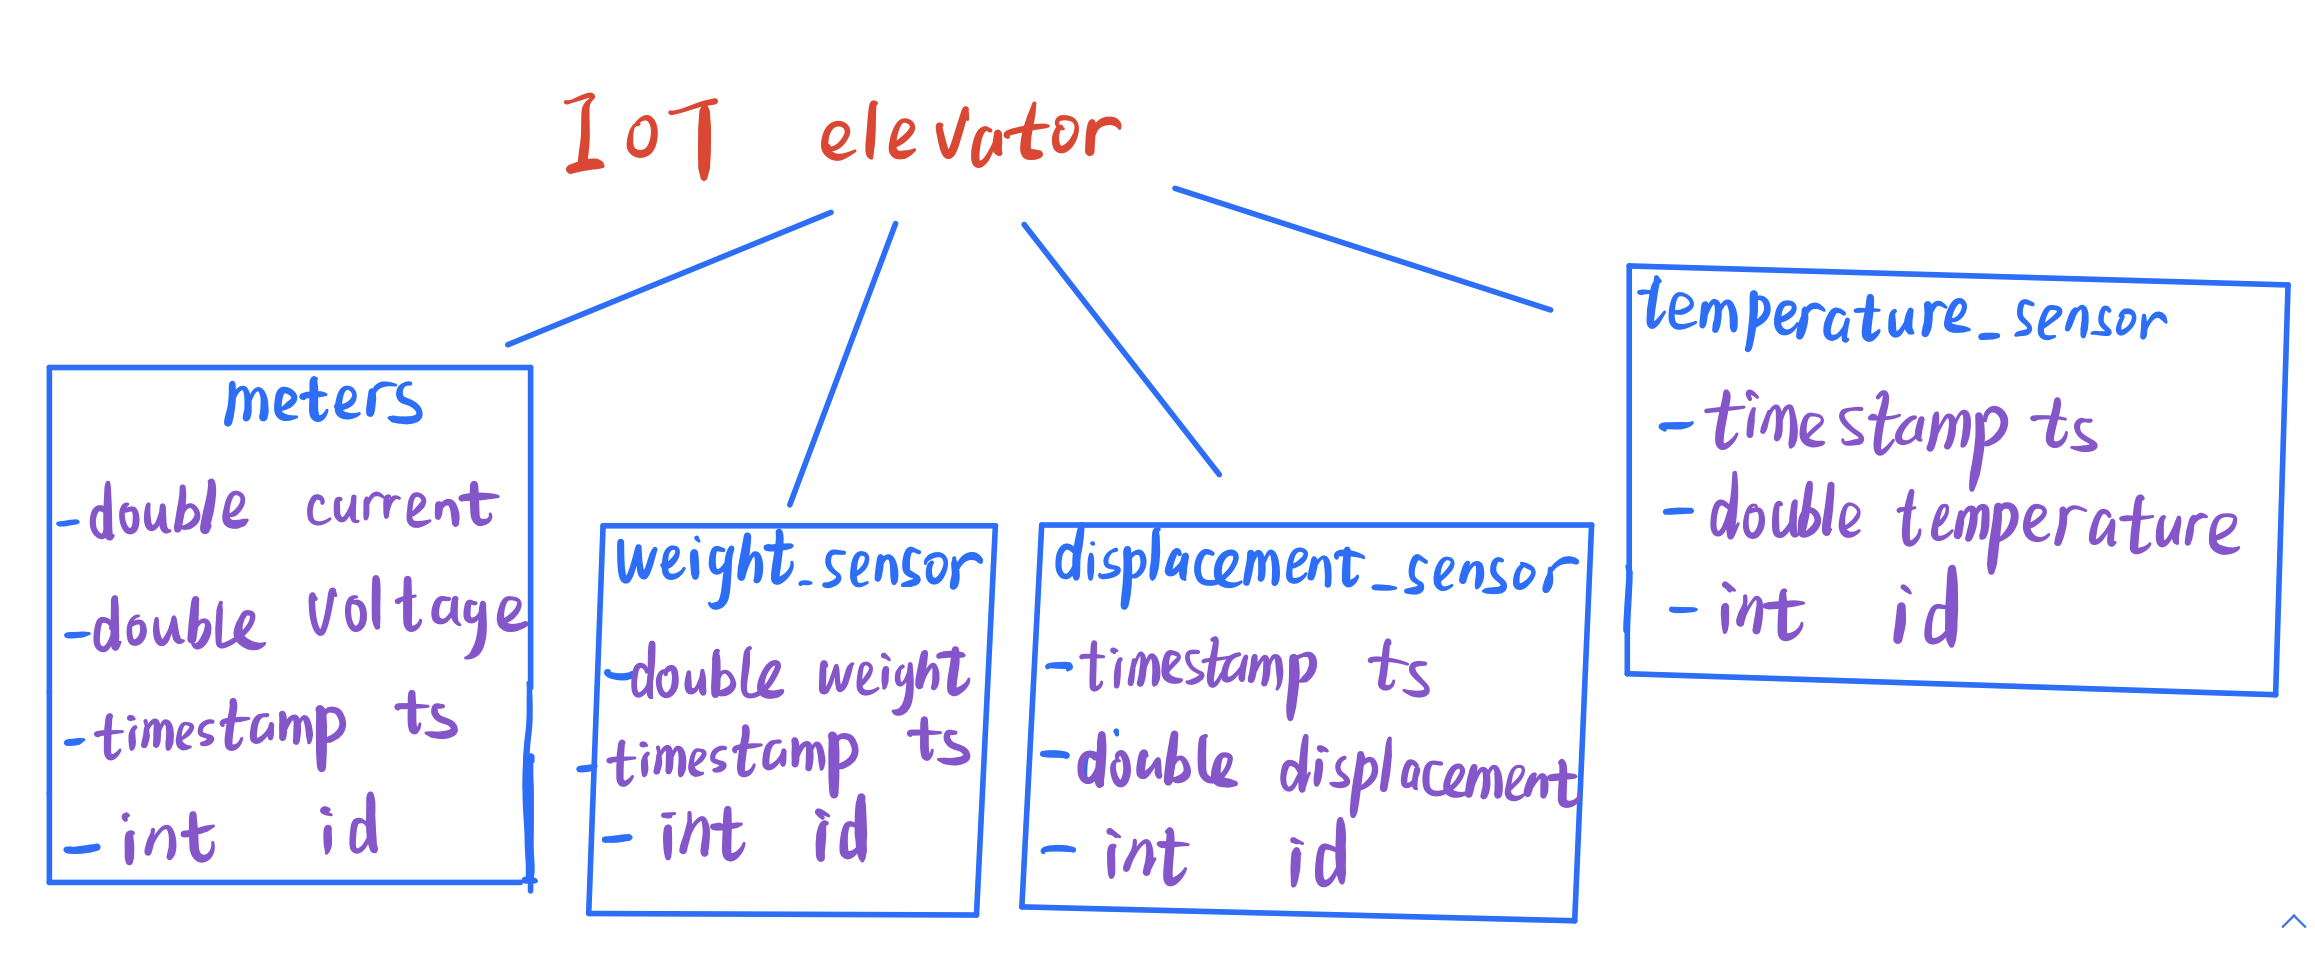 IoT elevator
meters
-double current
-double voltage
-timestamp ts
-int id
weight_sensor
-double weight
-timestamp ts
-int id
displacement_sensor
-timestamp ts
-double displacement
-int id
temperature_sensor
-timestamp ts
-double temperature
-int id